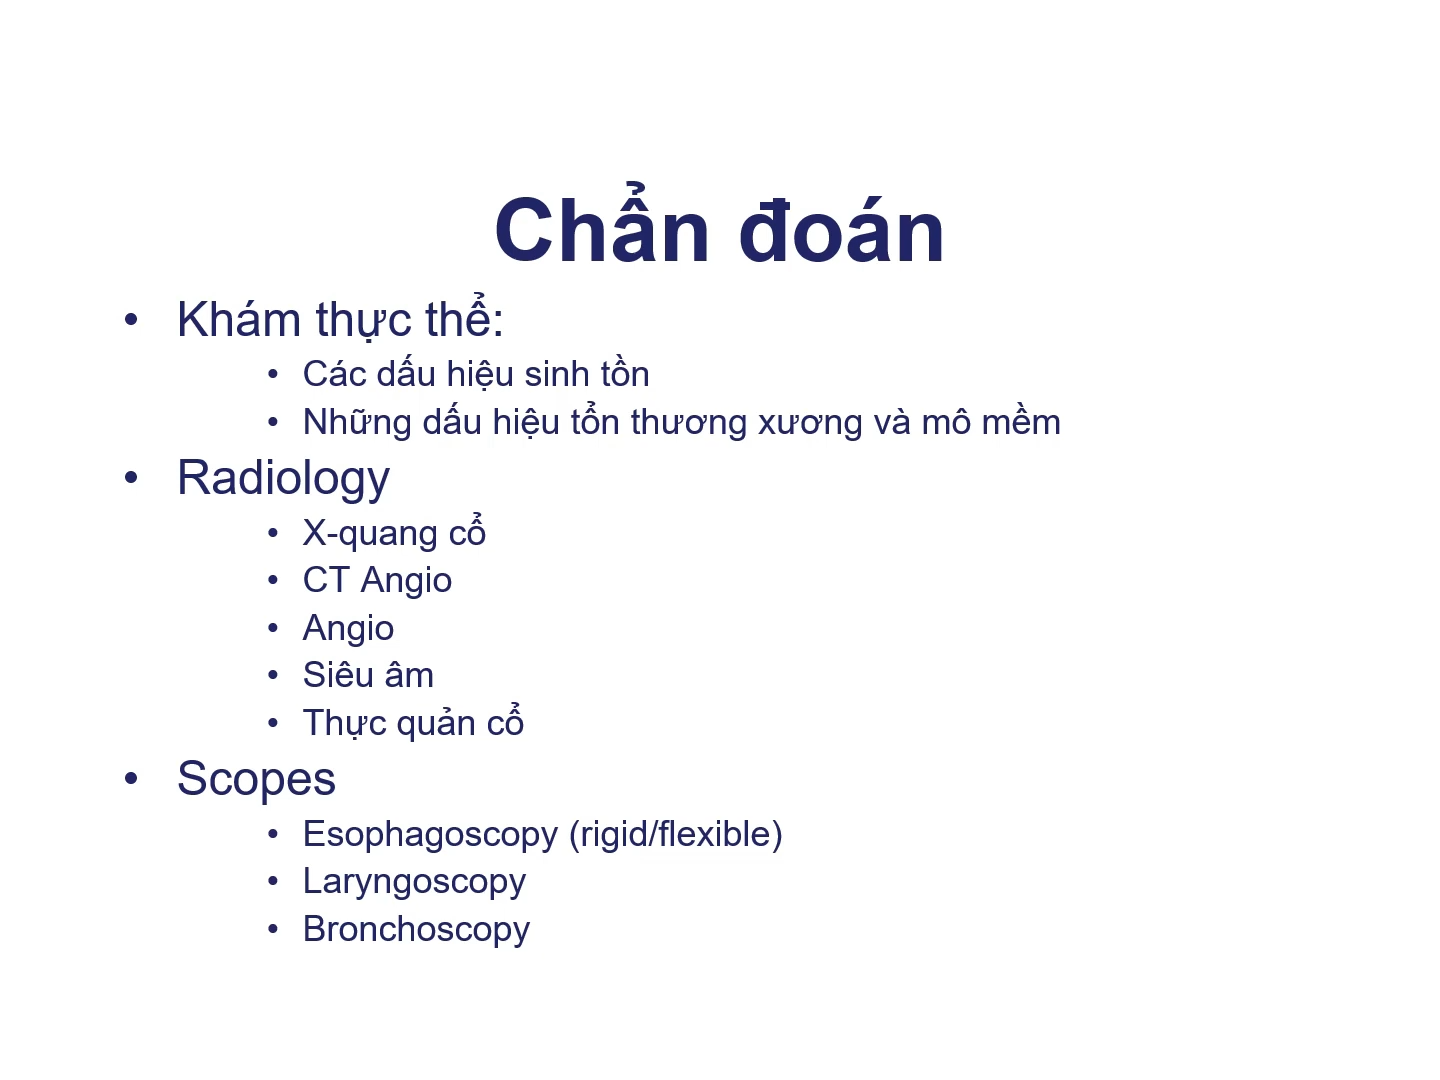 Chẩn đoán
• Khám thực thể:
• Các dấu hiệu sinh tồn
• Những dấu hiệu tổn thương xương và mô mềm
• Radiology
• X-quang cổ
• CT Angio
• Angio
• Siêu âm
• Thực quản cổ
• Scopes
• Esophagoscopy (rigid/flexible)
• Laryngoscopy
• Bronchoscopy